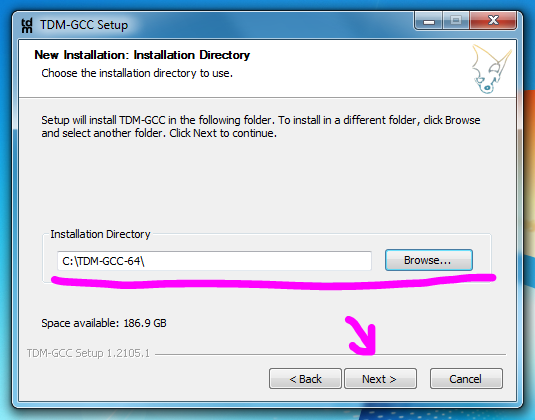 tdm TDM-GCC Setup
New Installation: Installation Directory
Choose the installation directory to use.
Setup will install TDM-GCC in the following folder. To install in a different folder, click Browse
and select another folder. Click Next to continue.
Installation Directory
C:\TDM-GCC-64\
Browse...
Space available: 186.9 GB
TDM-GCC Setup 1.2105.1
< Back
Next >
Cancel